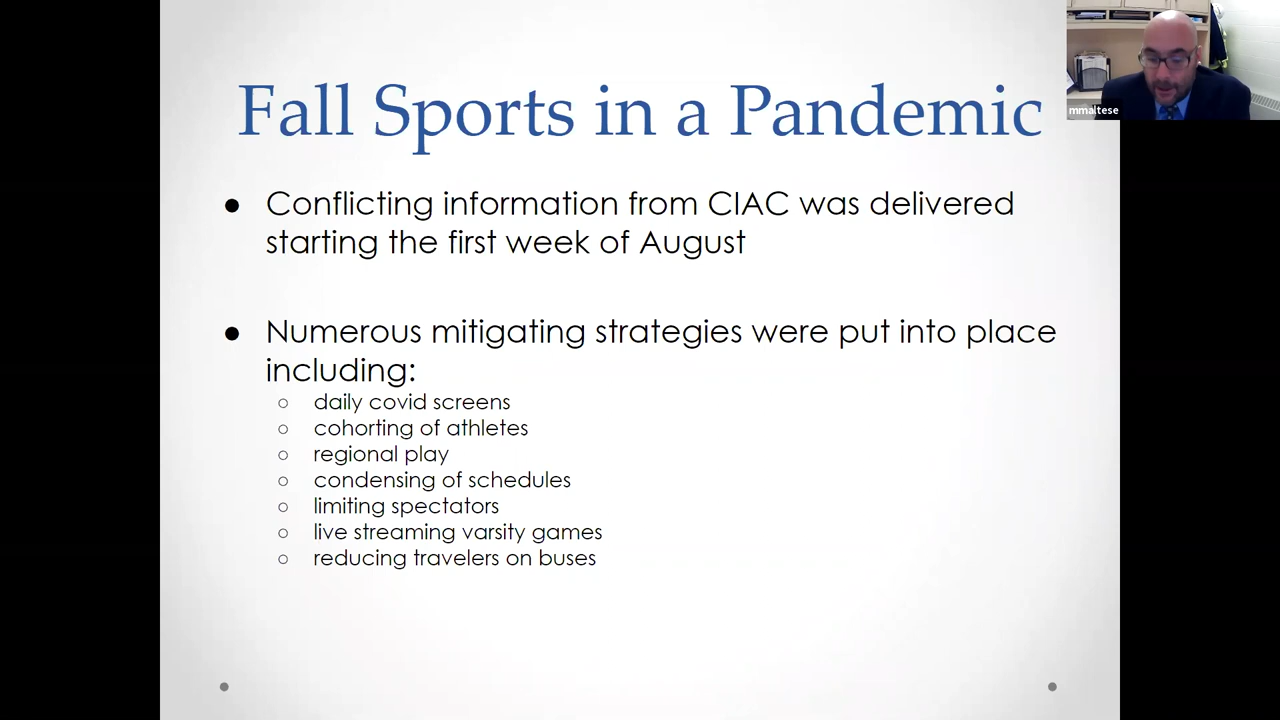 Fall Sports in a Pandemic
mmaltese
● Conflicting information from CIAC was delivered
starting the first week of August
● Numerous mitigating strategies were put into place
including:
○ daily covid screens
○ cohorting of athletes
○ regional play
○ condensing of schedules
○ limiting spectators
○ live streaming varsity games
○ reducing travelers on buses